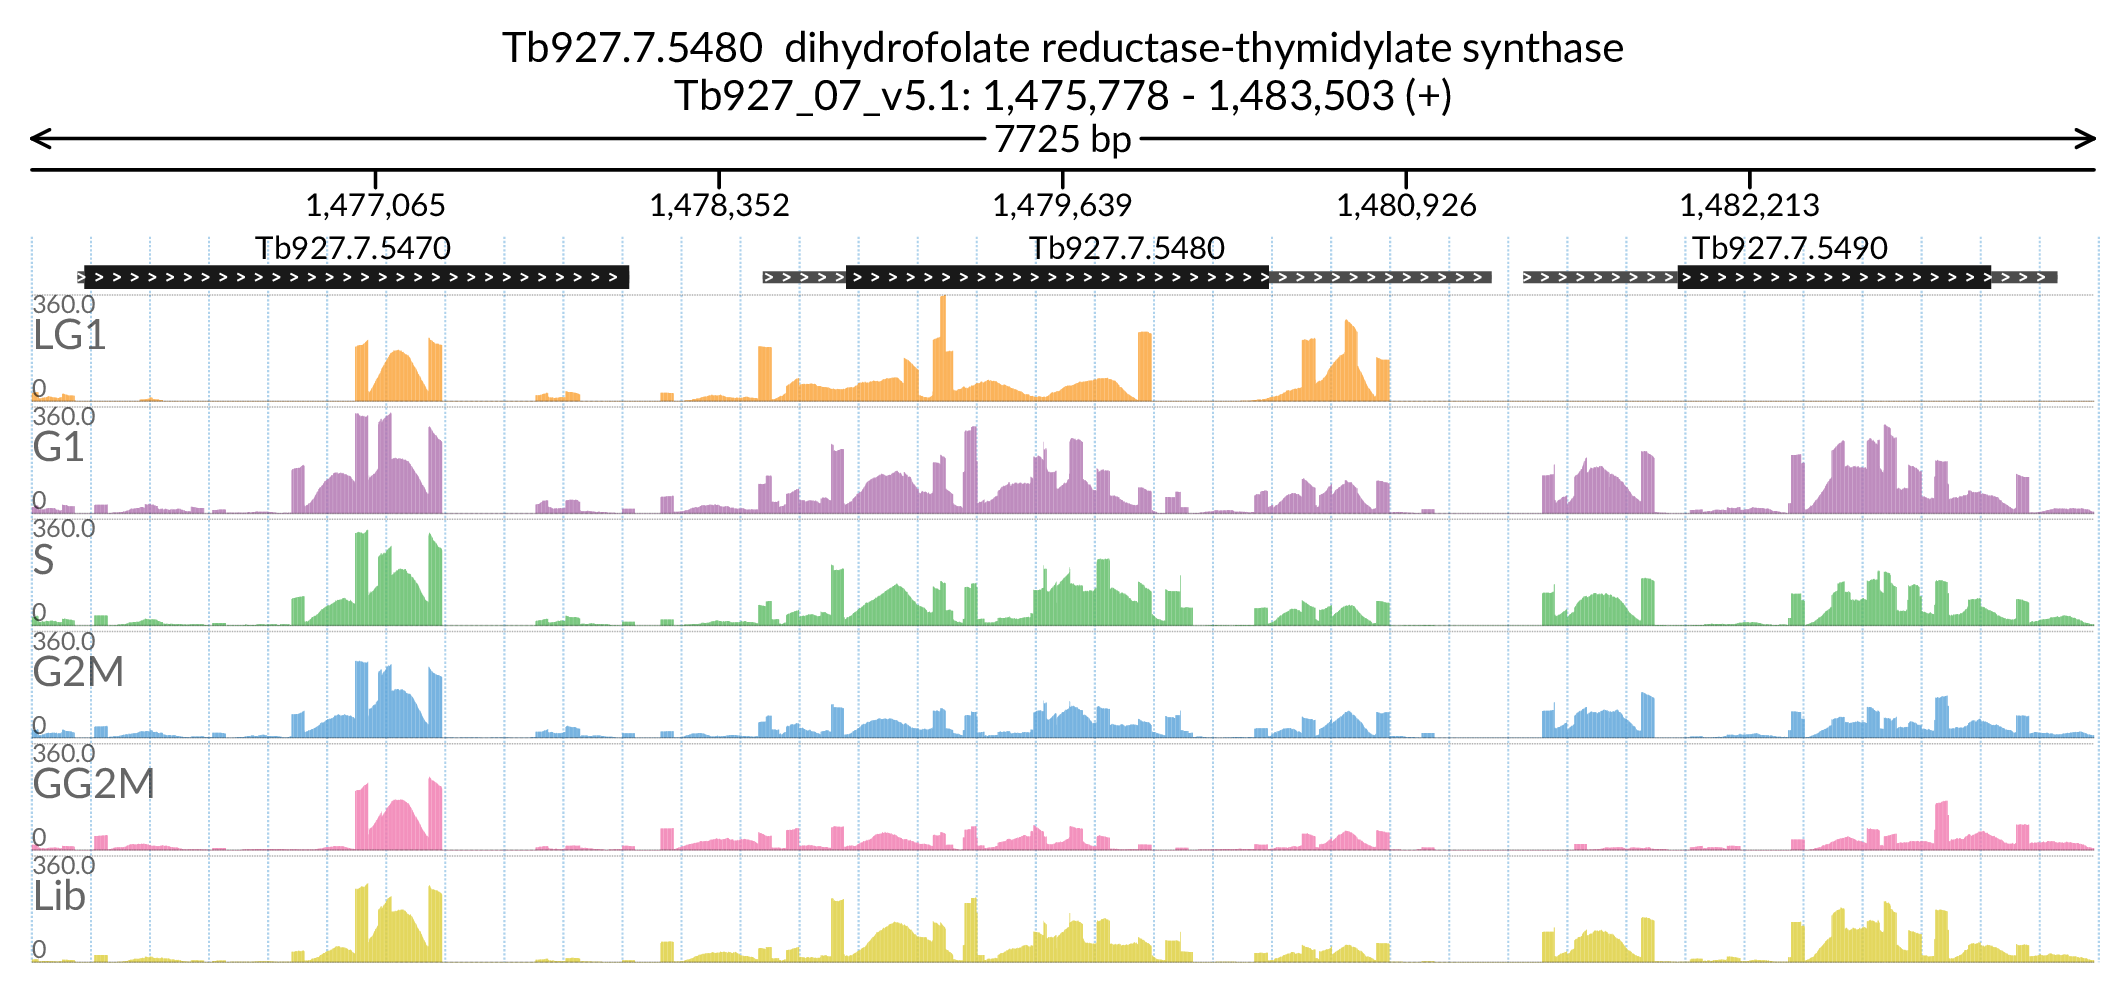 Tb927.7.5480  dihydrofolate reductase-thymidylate synthase
Tb927_07_v5.1: 1,475,778 - 1,483,503 (+)
7725 bp
1,477,065 1,478,352 1,479,639 1,480,926 1,482,213
Tb927.7.5470 Tb927.7.5480 Tb927.7.5490
360.0
LG1
0
360.0
G1
0
360.0
S
0
360.0
G2M
0
360.0
GG2M
0
360.0
Lib
0